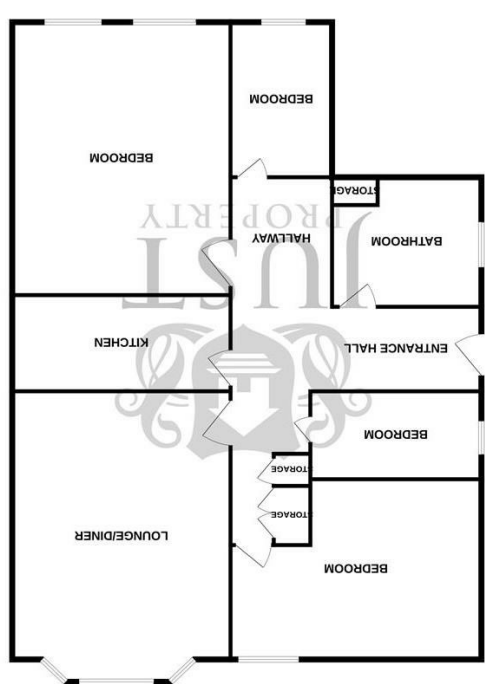 BEDROOM
BEDROOM
STORAGE
PROPERTY
HALLWAY
BATHROOM
JUST
KITCHEN
ENTRANCE HALL
BEDROOM
STORAGE
STORAGE
LOUNGE/DINER
BEDROOM